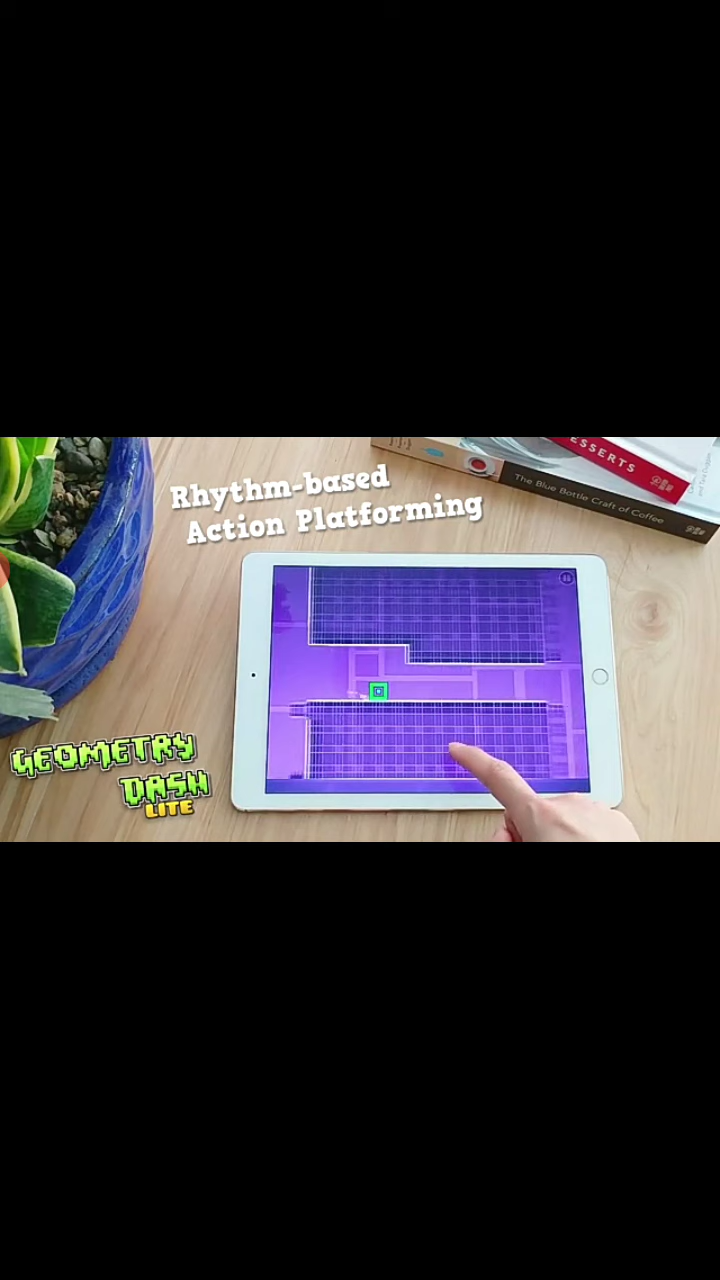 ESSERTS
The Blue Bottle Craft of Coffee
Rhythm-based
Action Platforming
GEOMETRY
DASH
LITE